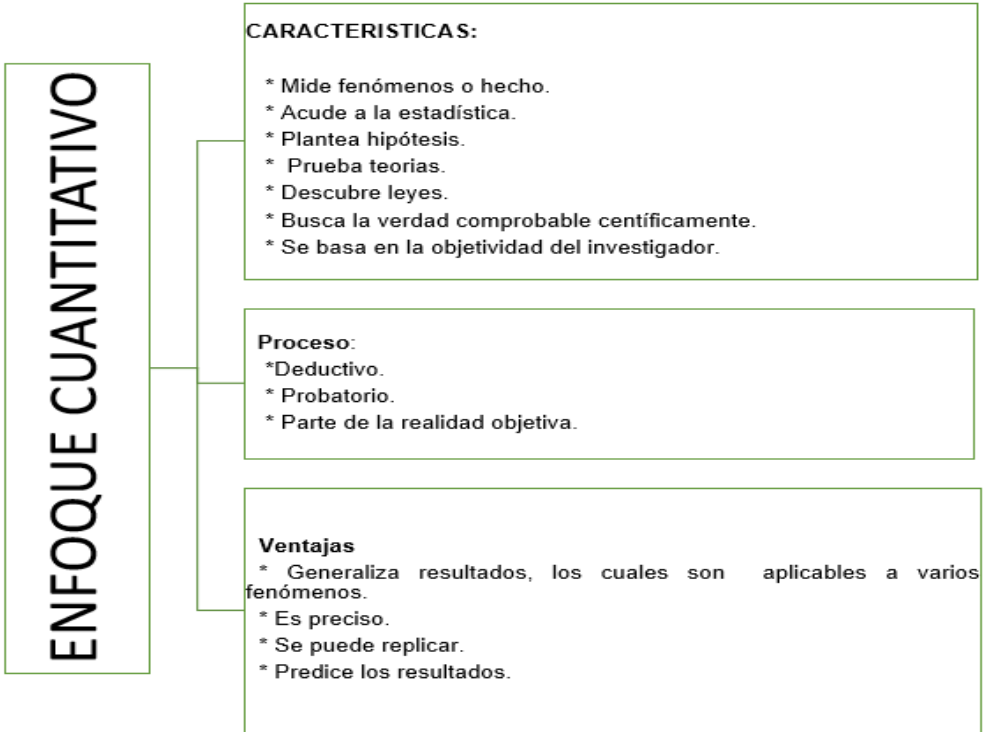 ENFOQUE CUANTITATIVO
CARACTERISTICAS:
* Mide fenómenos o hecho.
* Acude a la estadística.
* Plantea hipótesis.
* Prueba teorias.
* Descubre leyes.
* Busca la verdad comprobable centíficamente.
* Se basa en la objetividad del investigador.
Proceso:
*Deductivo.
* Probatorio.
* Parte de la realidad objetiva.
Ventajas
* Generaliza resultados, los cuales son aplicables a varios
fenómenos.
* Es preciso.
* Se puede replicar.
* Predice los resultados.